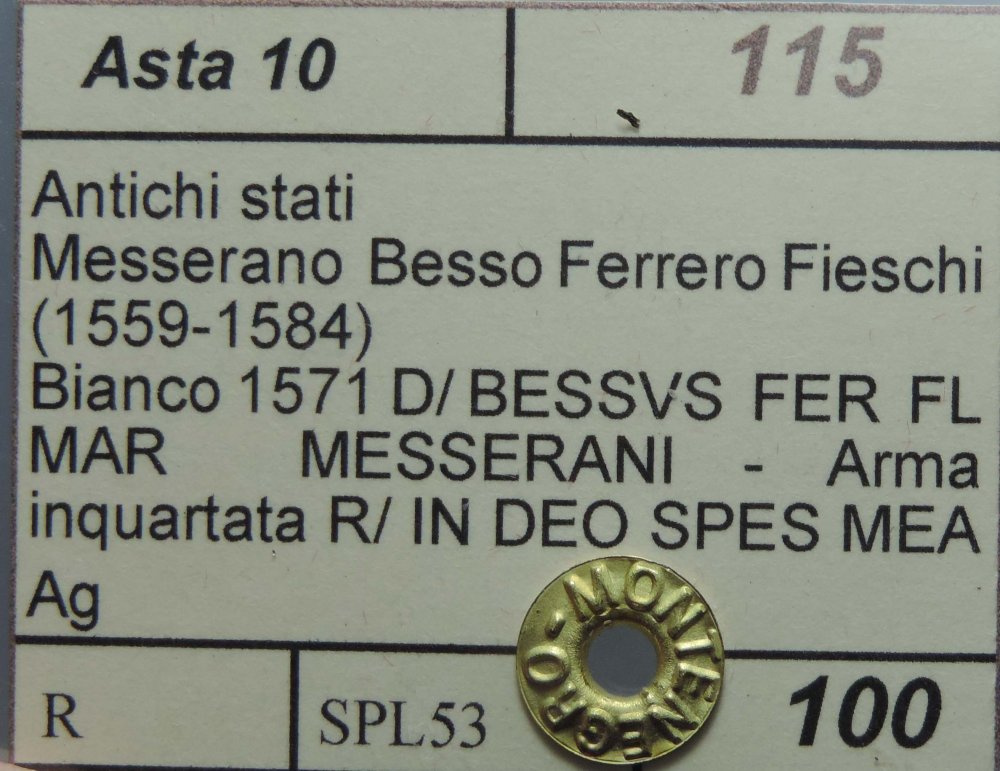 Asta 10 115
Antichi stati
Messerano Besso Ferrero Fieschi
(1559-1584)
Bianco 1571 D/ BESSVS FER FL
MAR MESSERANI - Arma
inquartata R/ IN DEO SPES MEA
Ag
MONTENEGRO -
R SPL53 100